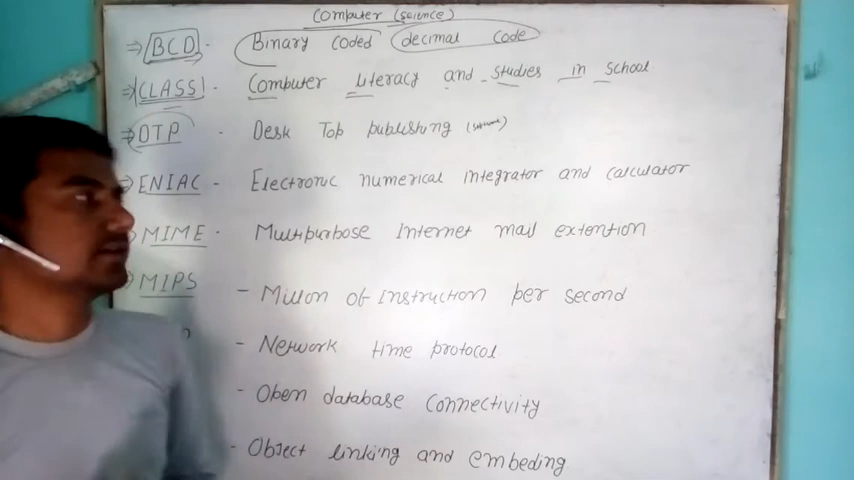 Computer (science)
⇒ BCD - Binary coded decimal code
⇒ CLASS - Computer literacy and studies in school
⇒ DTP - Desk Top publishing
⇒ ENIAC - Electronic numerical integrator and calculator
MIME - Multipurbose Internet mail extention
MIPS - Millon of instruction per second
- Network time protocol
- Open database connectivity
- Object linking and embeding